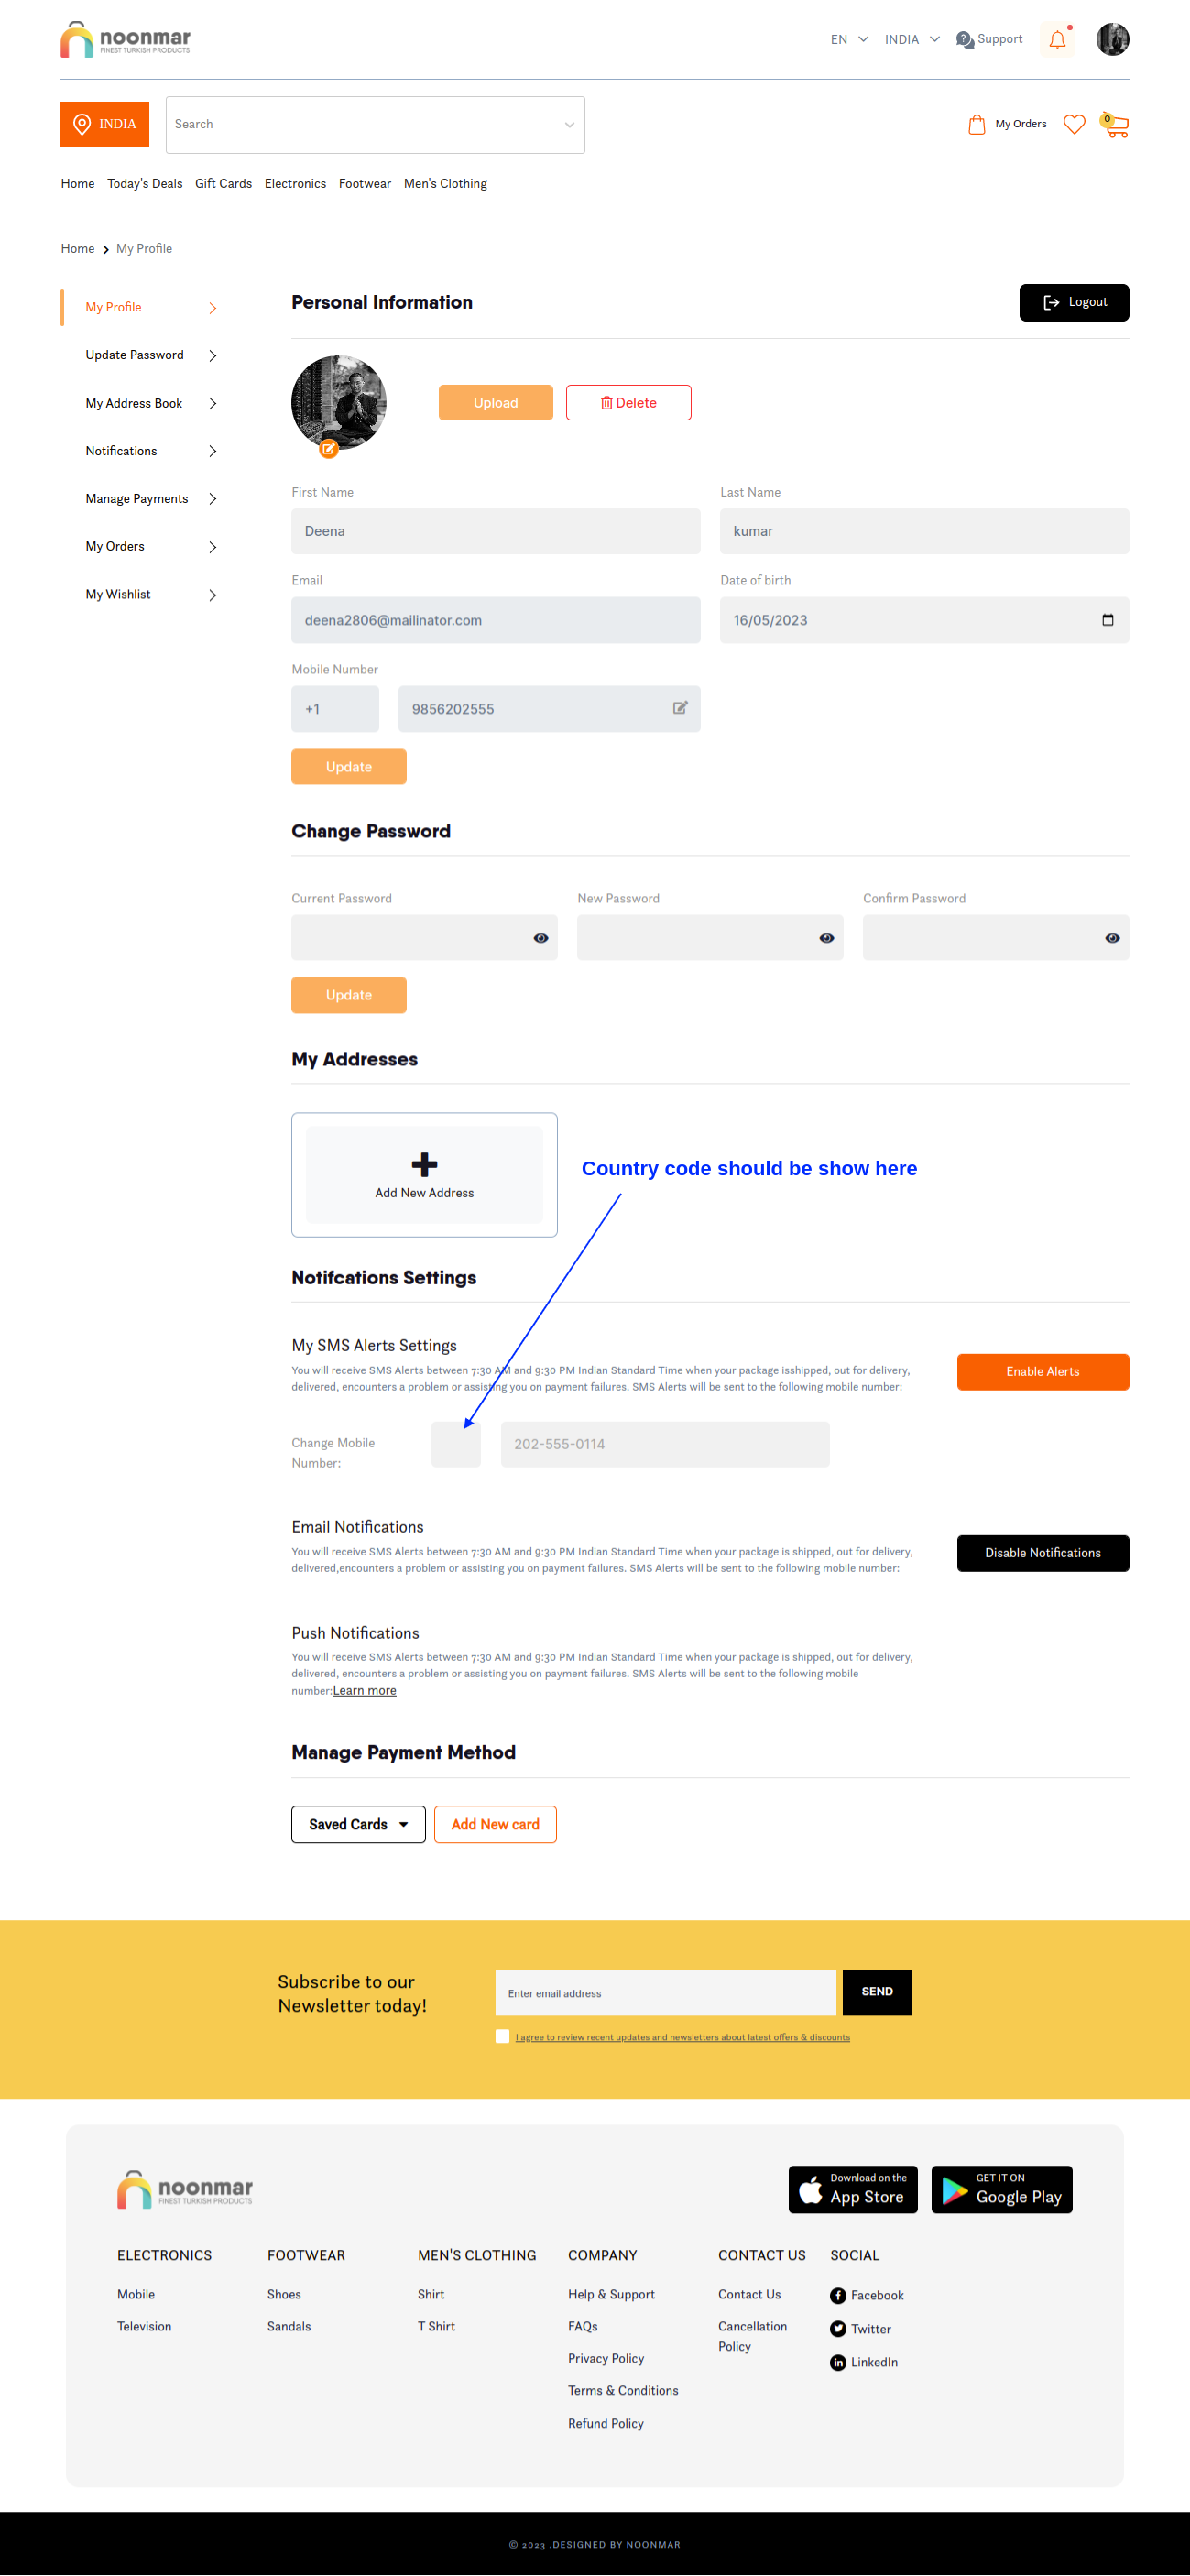 noonmar
FINEST TURKISH PRODUCTS
EN INDIA Support
INDIA
Search
My Orders
0
Home Today's Deals Gift Cards Electronics Footwear Men's Clothing
Home My Profile
My Profile
Update Password
My Address Book
Notifications
Manage Payments
My Orders
My Wishlist
Personal Information
Logout
Upload
Delete
First Name Last Name
Deena kumar
Email Date of birth
deena2806@mailinator.com 16/05/2023
Mobile Number
+1 9856202555
Update
Change Password
Current Password New Password Confirm Password
Update
My Addresses
Add New Address
Country code should be show here
Notifcations Settings
My SMS Alerts Settings
You will receive SMS Alerts between 7:30 AM and 9:30 PM Indian Standard Time when your package isshipped, out for delivery,
delivered, encounters a problem or assisting you on payment failures. SMS Alerts will be sent to the following mobile number:
Enable Alerts
Change Mobile
Number:
202-555-0114
Email Notifications
You will receive SMS Alerts between 7:30 AM and 9:30 PM Indian Standard Time when your package is shipped, out for delivery,
delivered,encounters a problem or assisting you on payment failures. SMS Alerts will be sent to the following mobile number:
Disable Notifications
Push Notifications
You will receive SMS Alerts between 7:30 AM and 9:30 PM Indian Standard Time when your package is shipped, out for delivery,
delivered, encounters a problem or assisting you on payment failures. SMS Alerts will be sent to the following mobile
number:Learn more
Manage Payment Method
Saved Cards Add New card
Subscribe to our
Newsletter today!
Enter email address
SEND
I agree to review recent updates and newsletters about latest offers & discounts
noonmar
FINEST TURKISH PRODUCTS
Download on the
App Store
GET IT ON
Google Play
ELECTRONICS
Mobile
Television
FOOTWEAR
Shoes
Sandals
MEN'S CLOTHING
Shirt
T Shirt
COMPANY
Help & Support
FAQs
Privacy Policy
Terms & Conditions
Refund Policy
CONTACT US
Contact Us
Cancellation
Policy
SOCIAL
Facebook
Twitter
LinkedIn
© 2023 .DESIGNED BY NOONMAR